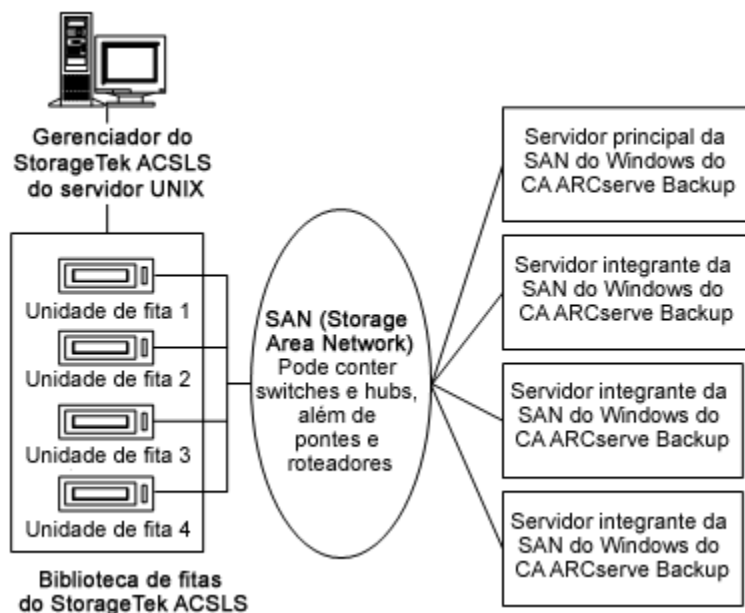 Gerenciador do
StorageTek ACSLS
do servidor UNIX
Unidade de fita 1
Unidade de fita 2
Unidade de fita 3
Unidade de fita 4
Biblioteca de fitas
do StorageTek ACSLS
SAN (Storage
Area Network)
Pode conter
switches e hubs,
além de
pontes e
roteadores
Servidor principal da
SAN do Windows do
CA ARCserve Backup
Servidor integrante da
SAN do Windows do
CA ARCserve Backup
Servidor integrante da
SAN do Windows do
CA ARCserve Backup
Servidor integrante da
SAN do Windows do
CA ARCserve Backup